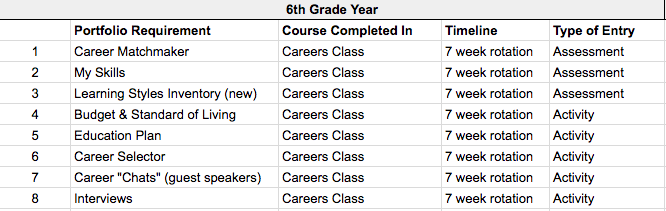 6th Grade Year
Portfolio Requirement Course Completed In Timeline Type of Entry
1 Career Matchmaker Careers Class 7 week rotation Assessment
2 My Skills Careers Class 7 week rotation Assessment
3 Learning Styles Inventory (new) Careers Class 7 week rotation Assessment
4 Budget & Standard of Living Careers Class 7 week rotation Activity
5 Education Plan Careers Class 7 week rotation Activity
6 Career Selector Careers Class 7 week rotation Activity
7 Career "Chats" (guest speakers) Careers Class 7 week rotation Activity
8 Interviews Careers Class 7 week rotation Activity